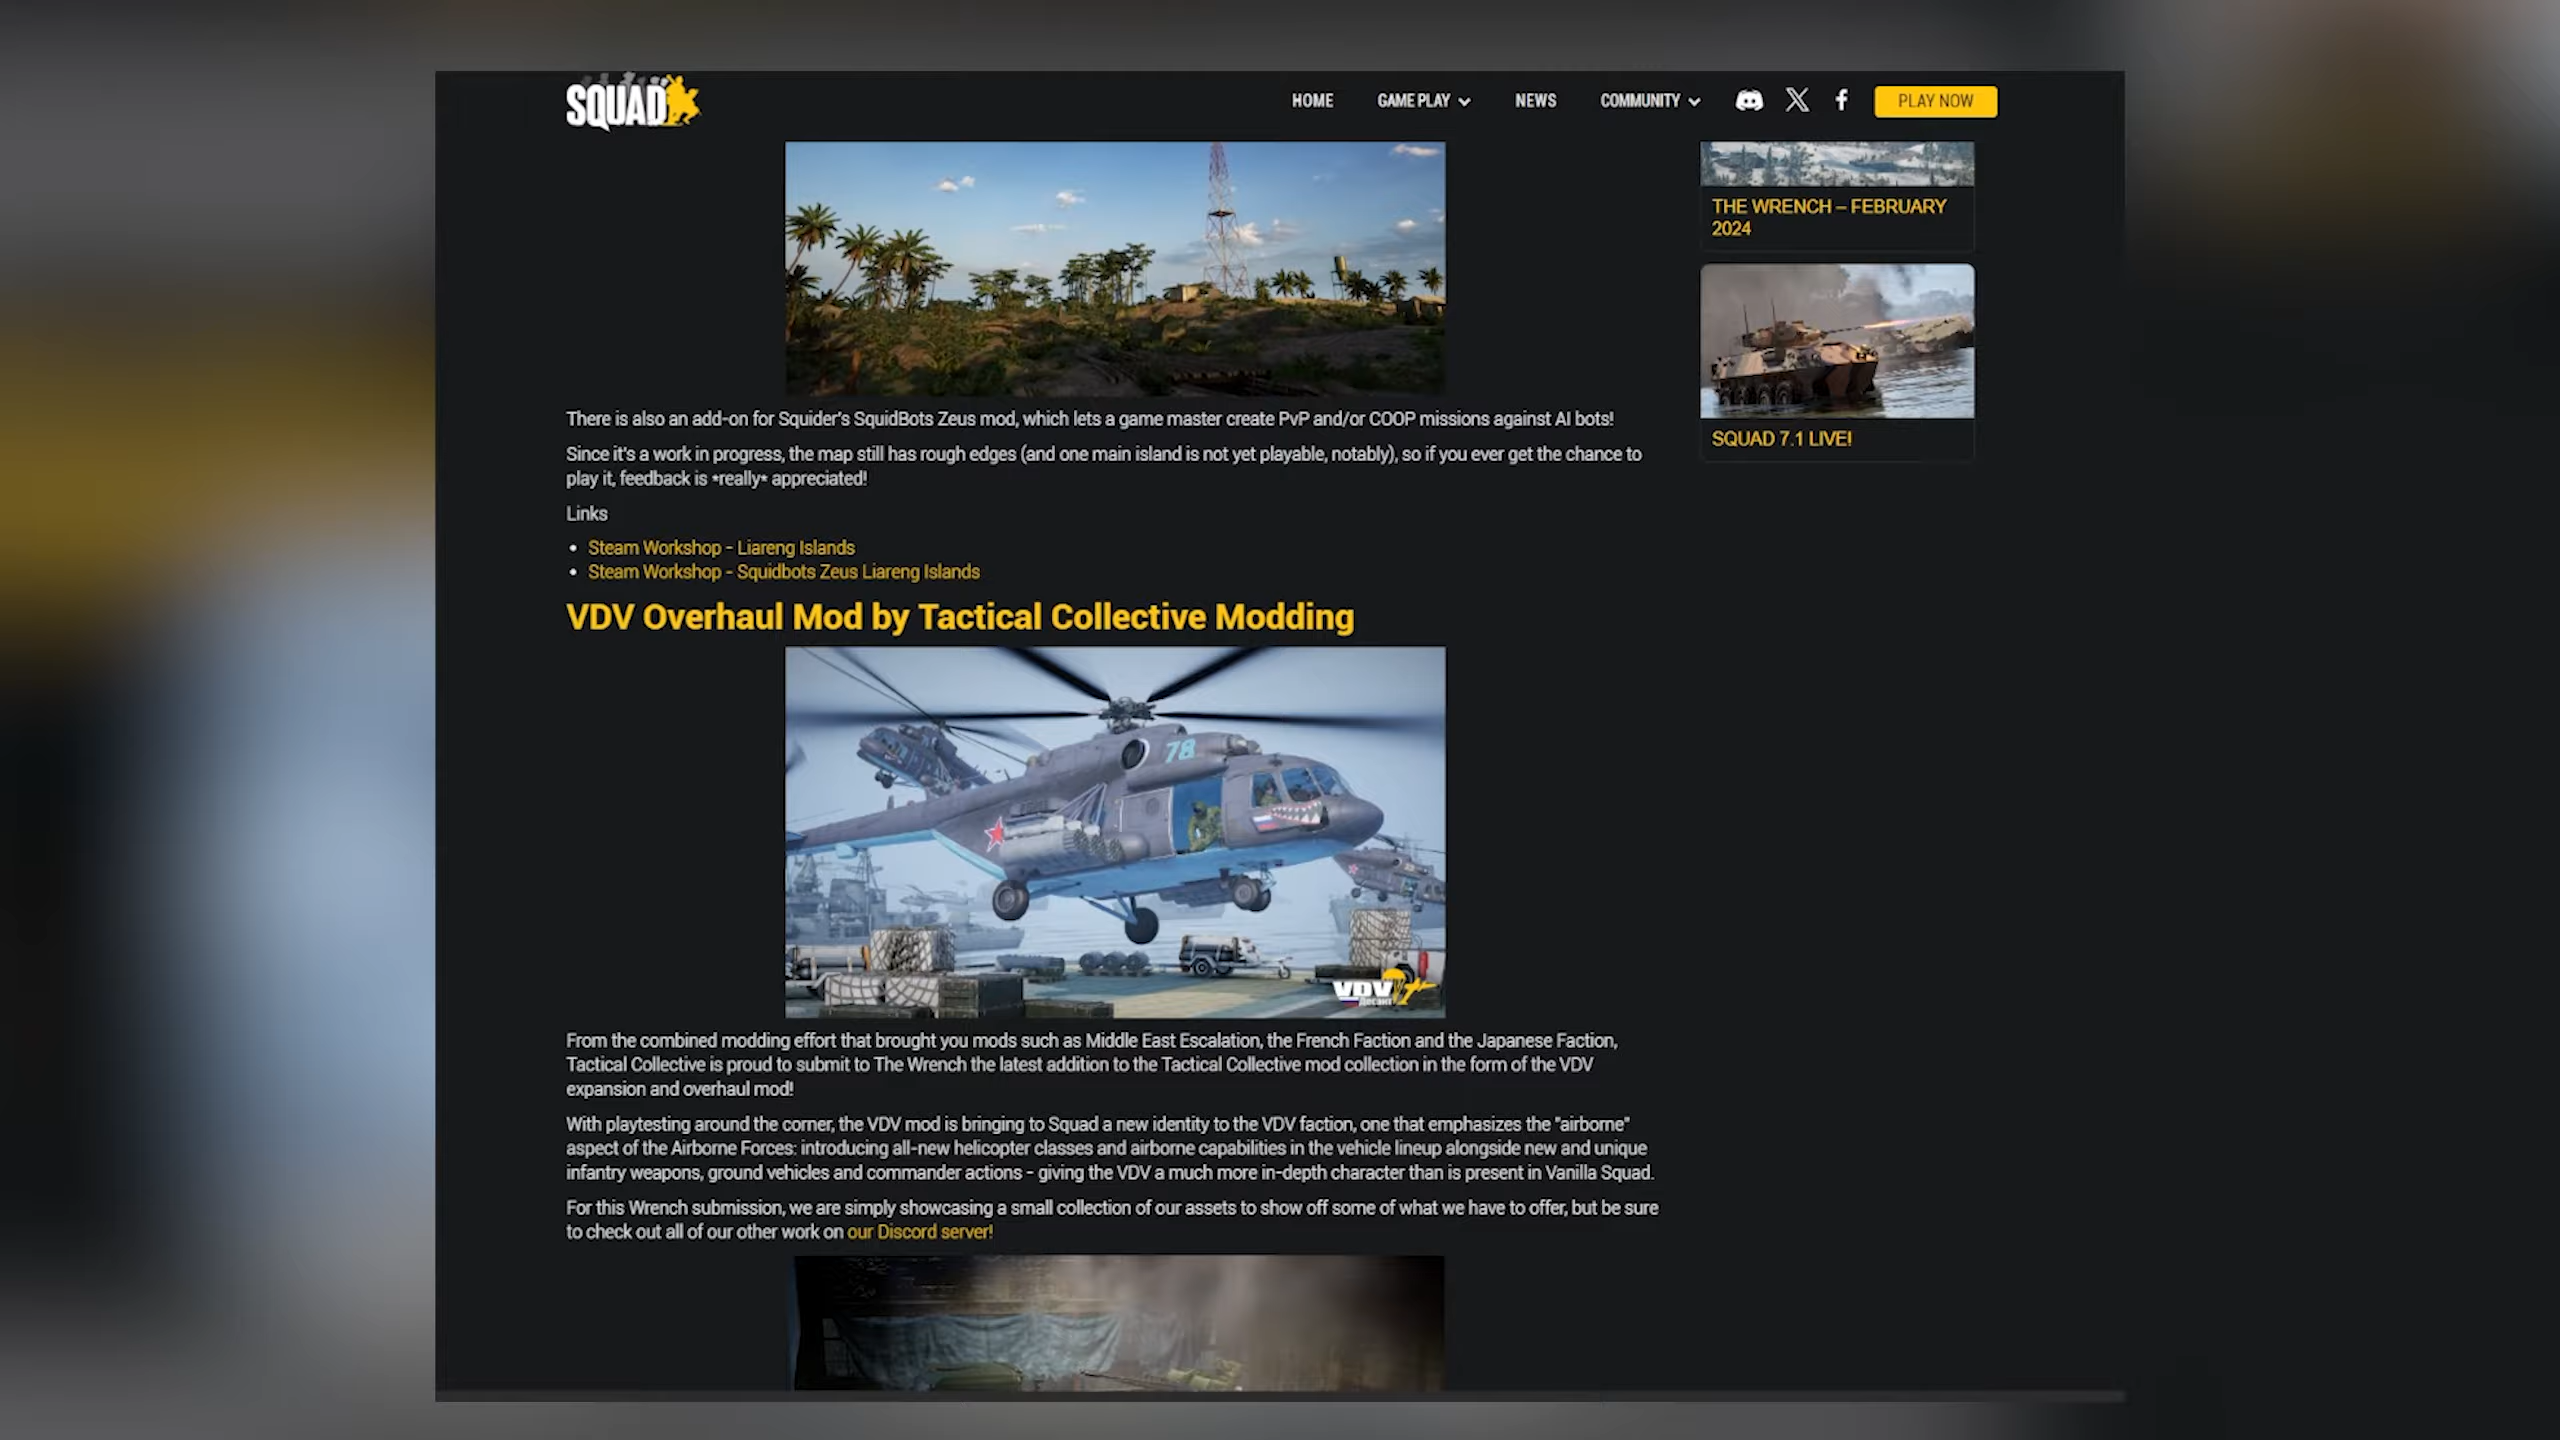 SQUAD
HOME GAME PLAY NEWS COMMUNITY PLAY NOW
THE WRENCH – FEBRUARY
2024
SQUAD 7.1 LIVE!
There is also an add-on for Squider's SquidBots Zeus mod, which lets a game master create PvP and/or COOP missions against AI bots!
Since it's a work in progress, the map still has rough edges (and one main island is not yet playable, notably), so if you ever get the chance to
play it, feedback is *really* appreciated!
Links
• Steam Workshop - Liareng Islands
• Steam Workshop - Squidbots Zeus Liareng Islands
VDV Overhaul Mod by Tactical Collective Modding
78
VDV
Десант
From the combined modding effort that brought you mods such as Middle East Escalation, the French Faction and the Japanese Faction,
Tactical Collective is proud to submit to The Wrench the latest addition to the Tactical Collective mod collection in the form of the VDV
expansion and overhaul mod!
With playtesting around the corner, the VDV mod is bringing to Squad a new identity to the VDV faction, one that emphasizes the "airborne"
aspect of the Airborne Forces: introducing all-new helicopter classes and airborne capabilities in the vehicle lineup alongside new and unique
infantry weapons, ground vehicles and commander actions - giving the VDV a much more in-depth character than is present in Vanilla Squad.
For this Wrench submission, we are simply showcasing a small collection of our assets to show off some of what we have to offer, but be sure
to check out all of our other work on our Discord server!